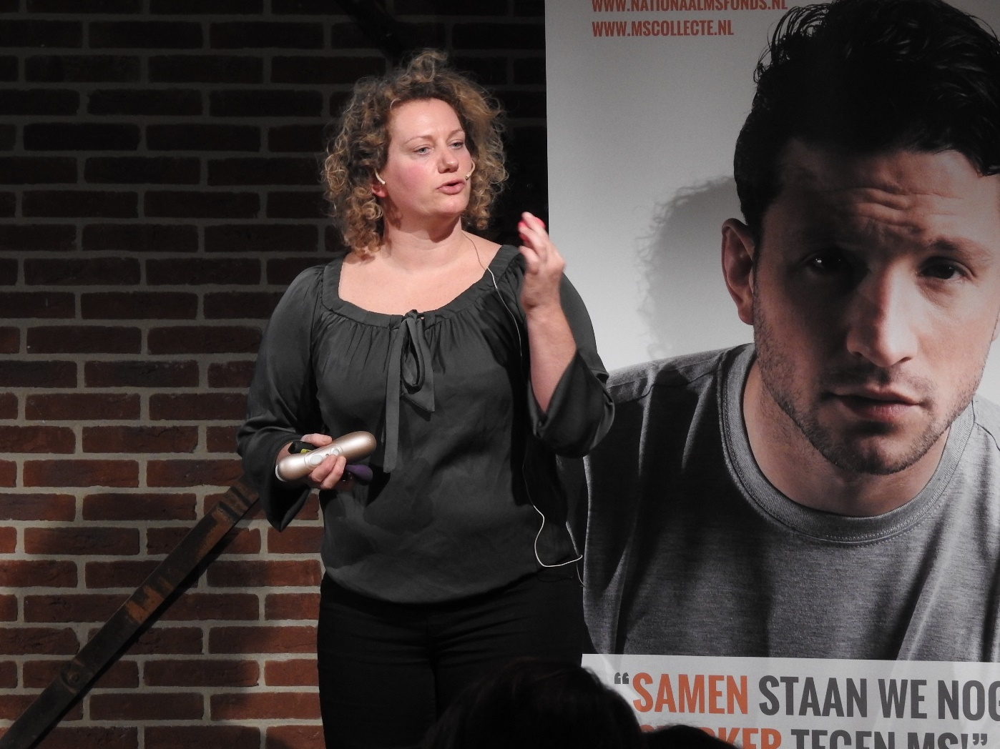 WWW.NATIONAALMSFONDS.NL
WWW.MSCOLLECTE.NL
“SAMEN STAAN WE NOG
TEGEN MS!”